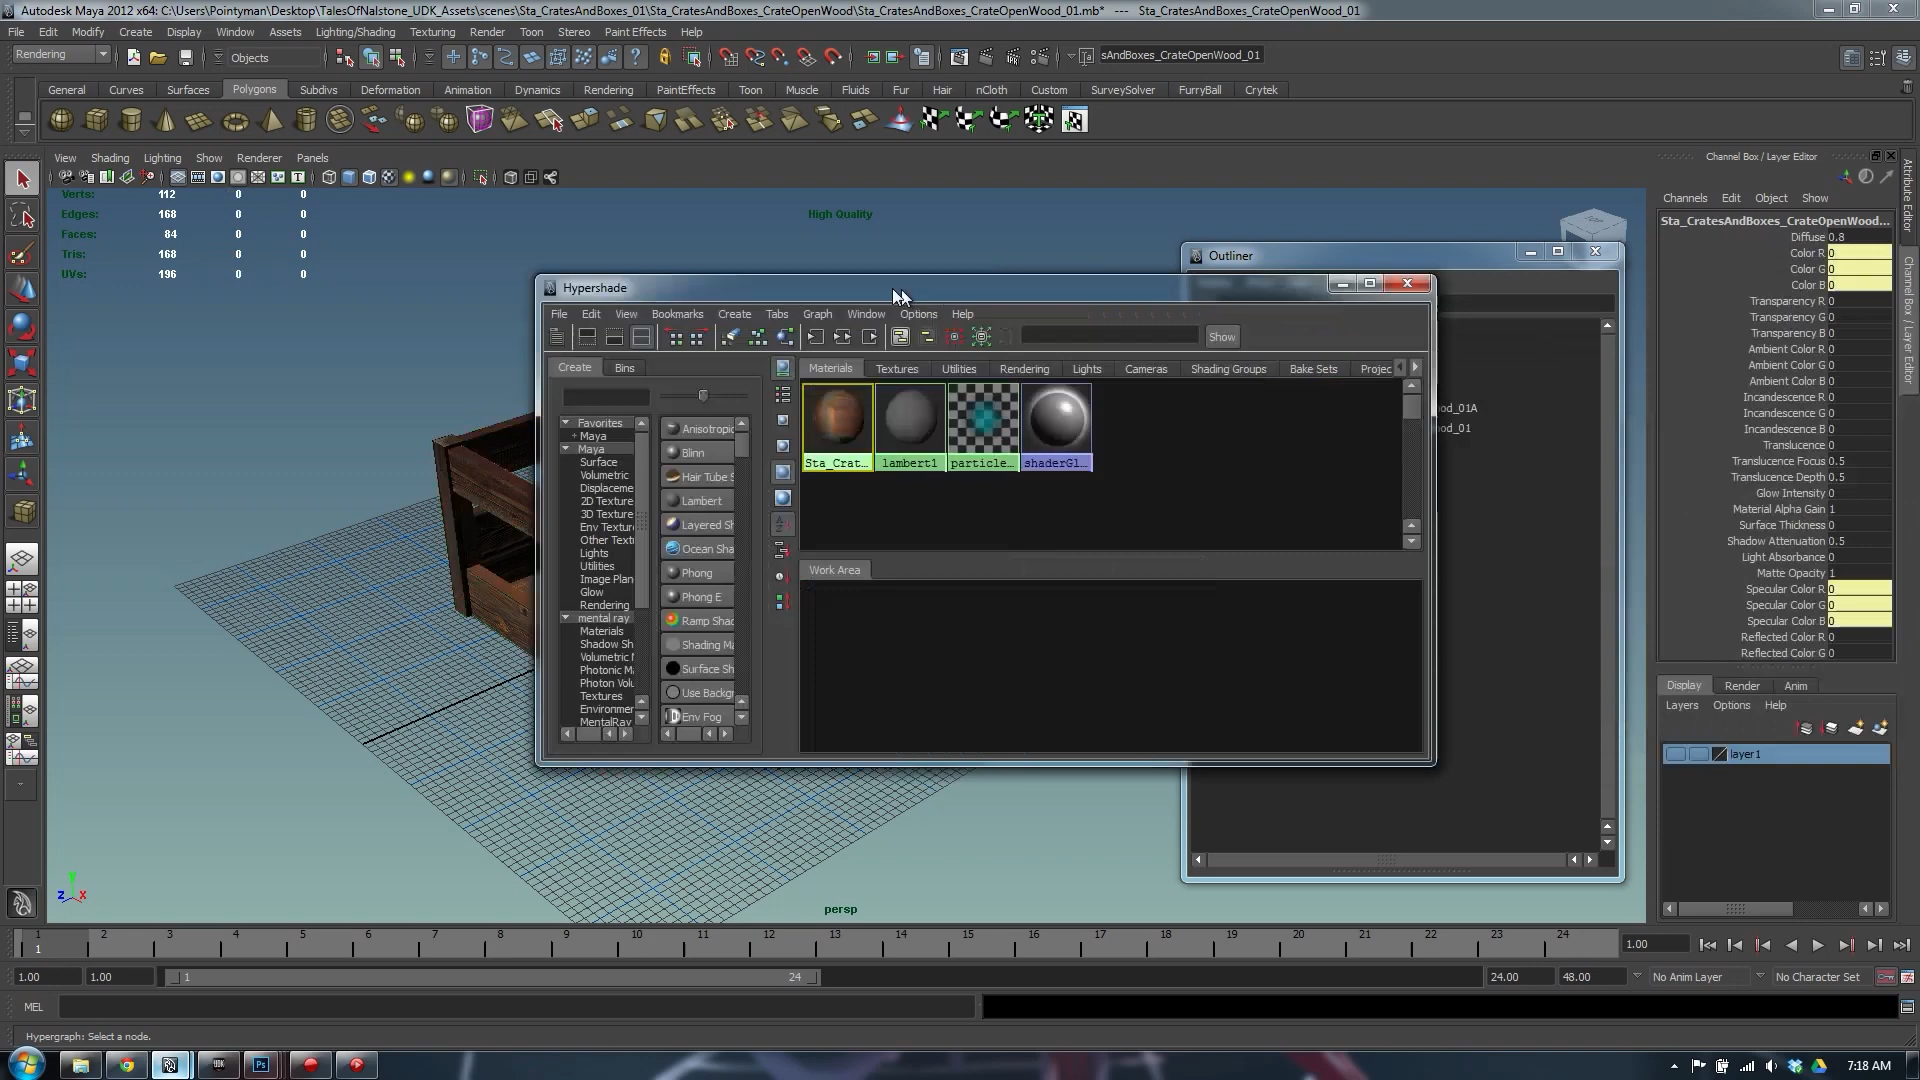 Autodesk Maya 2012 x64: C:\Users\Pointyman\Desktop\TalesOfNalstone_UDK_Assets\scenes\Sta_CratesAndBoxes_01\Sta_CratesAndBoxes_CrateOpenWood\Sta_CratesAndBoxes_CrateOpenWood_01.mb* --- Sta_CratesAndBoxes_CrateOpenWood_01
File Edit Modify Create Display Window Assets Lighting/Shading Texturing Render Toon Stereo Paint Effects Help
Rendering Objects sAndBoxes_CrateOpenWood_01
General Curves Surfaces Polygons Subdivs Deformation Animation Dynamics Rendering PaintEffects Toon Muscle Fluids Fur Hair nCloth Custom SurveySolver FurryBall Crytek
View Shading Lighting Show Renderer Panels
Verts: 112 0 0
Edges: 168 0 0
Faces: 84 0 0
Tris: 168 0 0
UVs: 196 0 0
High Quality
persp
Z X
Outliner
od_01A
od_01
Hypershade
File Edit View Bookmarks Create Tabs Graph Window Options Help
Show
Create Bins
Favorites
+ Maya
Maya
Surface
Volumetric
Displaceme
2D Texture
3D Texture
Env Textur
Other Text
Lights
Utilities
Image Plan
Glow
Rendering
mental ray
Materials
Shadow Sh
Volumetric M
Photonic M
Photon Volu
Textures
Environmer
MentalRay
Anisotropic
Blinn
Hair Tube S
Lambert
Layered Sh
Ocean Sha
Phong
Phong E
Ramp Shad
Shading Ma
Surface Sh
Use Backgr
Env Fog
Materials Textures Utilities Rendering Lights Cameras Shading Groups Bake Sets Projec
Sta_Crat... lambert1 particle... shaderGl...
Work Area
Channel Box / Layer Editor
Channels Edit Object Show
Sta_CratesAndBoxes_CrateOpenWood...
Diffuse 0.8
Color R 0
Color G 0
Color B 0
Transparency R 0
Transparency G 0
Transparency B 0
Ambient Color R 0
Ambient Color G 0
Ambient Color B 0
Incandescence R 0
Incandescence G 0
Incandescence B 0
Translucence 0
Translucence Focus 0.5
Translucence Depth 0.5
Glow Intensity 0
Material Alpha Gain 1
Surface Thickness 0
Shadow Attenuation 0.5
Light Absorbance 0
Matte Opacity 1
Specular R 0
Specular G 0
Specular B 0
Reflected Color R 0
Reflected Color G 0
Display Render Anim
Layers Options Help
layer1
Attribute Editor
Channel Box / Layer Editor
1 2 3 4 5 6 7 8 9 10 11 12 13 14 15 16 17 18 19 20 21 22 23 24
1
1.00
1.00 1.00 1 24 24.00 48.00 No Anim Layer No Character Set
MEL
Hypergraph: Select a node.
Ps
7:18 AM